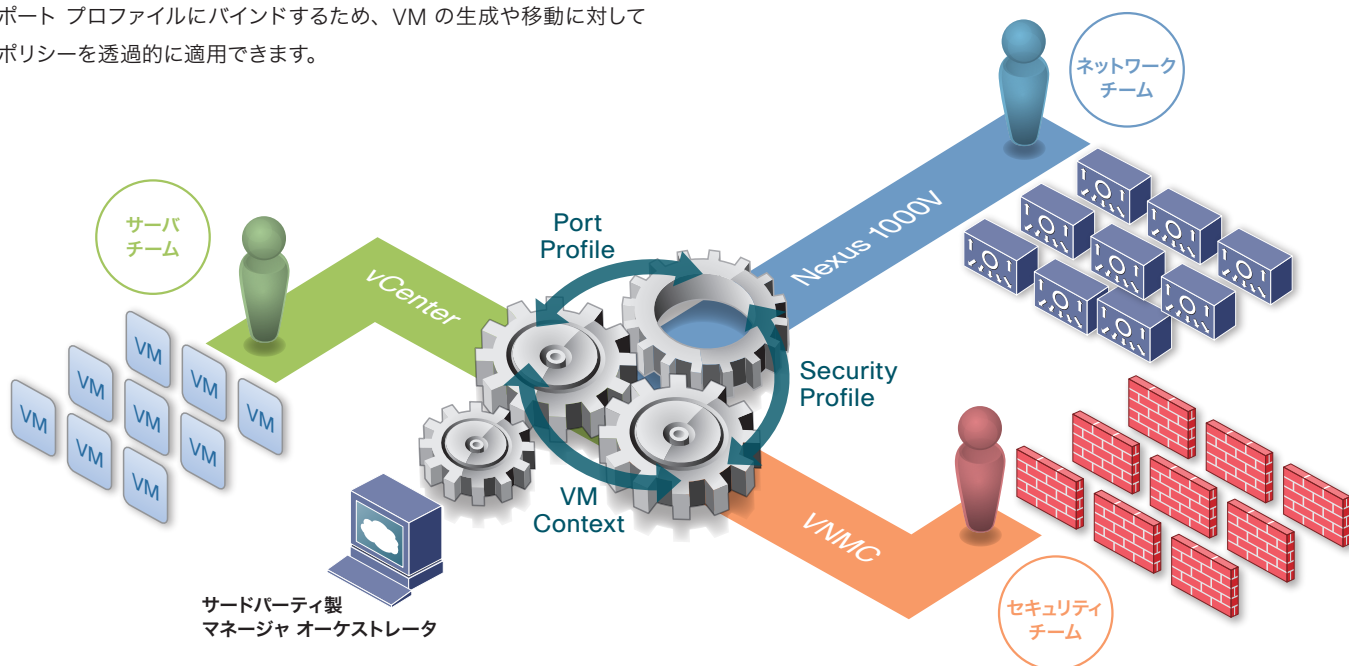 ポート プロファイルにバインドするため、VM の生成や移動に対して
ポリシーを透過的に適用できます。
ネットワーク
チーム
サーバ
チーム
Port
Profile
Nexus 1000V
vCenter
Security
Profile
VM
VM
VM
VM
VM
VM
VM
VM
VM
VM
Context
VNMC
サードパーティ製
マネージャ オーケストレータ
セキュリティ
チーム